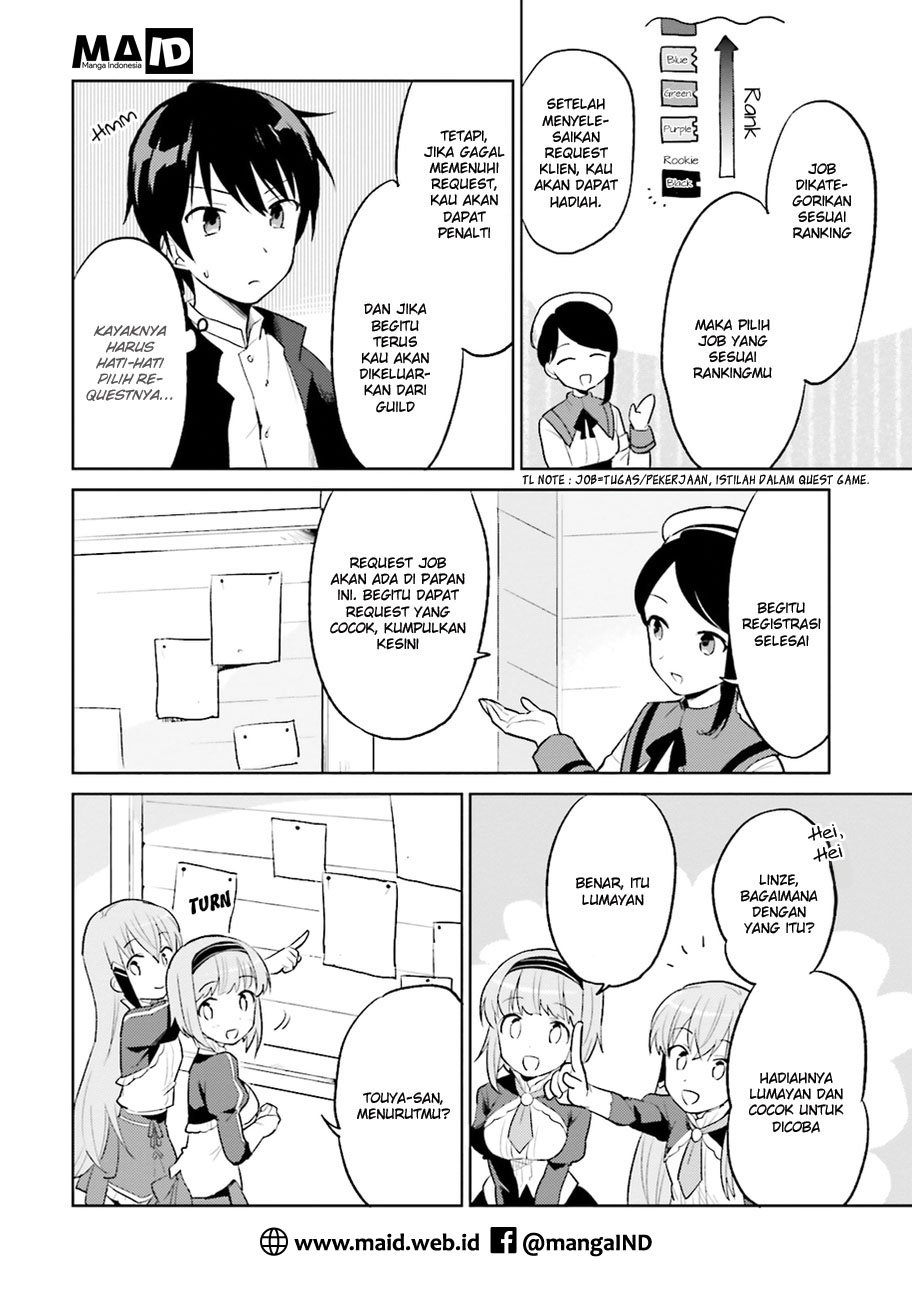 MAID
Manga Indonesia
Blue
Green
Purple
Rookie
Black
Rank
JOB
DIKATE-
GORIKAN
SESUAI
RANKING
MAKA PILIH
JOB YANG
SESUAI
RANKINGMU
SETELAH
MENYELE-
SAIKAN
REQUEST
KLIEN, KAU
AKAN DAPAT
HADIAH.
TETAPI,
JIKA GAGAL
MEMENUHI
REQUEST,
KAU AKAN
DAPAT
PENALTI
DAN JIKA
BEGITU
TERUS
KAU AKAN
DIKELUAR-
KAN DARI
GUILD
HMM
KAYAKNYA
HARUS
HATI-HATI
PILIH RE-
QUESTNYA...
TL NOTE : JOB=TUGAS/PEKERJAAN, ISTILAH DALAM QUEST GAME.
BEGITU
REGISTRASI
SELESAI
REQUEST JOB
AKAN ADA DI PAPAN
INI. BEGITU DAPAT
REQUEST YANG
COCOK, KUMPULKAN
KESINI
Hei,
Hei
LINZE,
BAGAIMANA
DENGAN
YANG ITU?
HADIAHNYA
LUMAYAN DAN
COCOK UNTUK
DICOBA
BENAR, ITU
LUMAYAN
TURN
TOUYA-SAN,
MENURUTMU?
www.maid.web.id @mangaIND